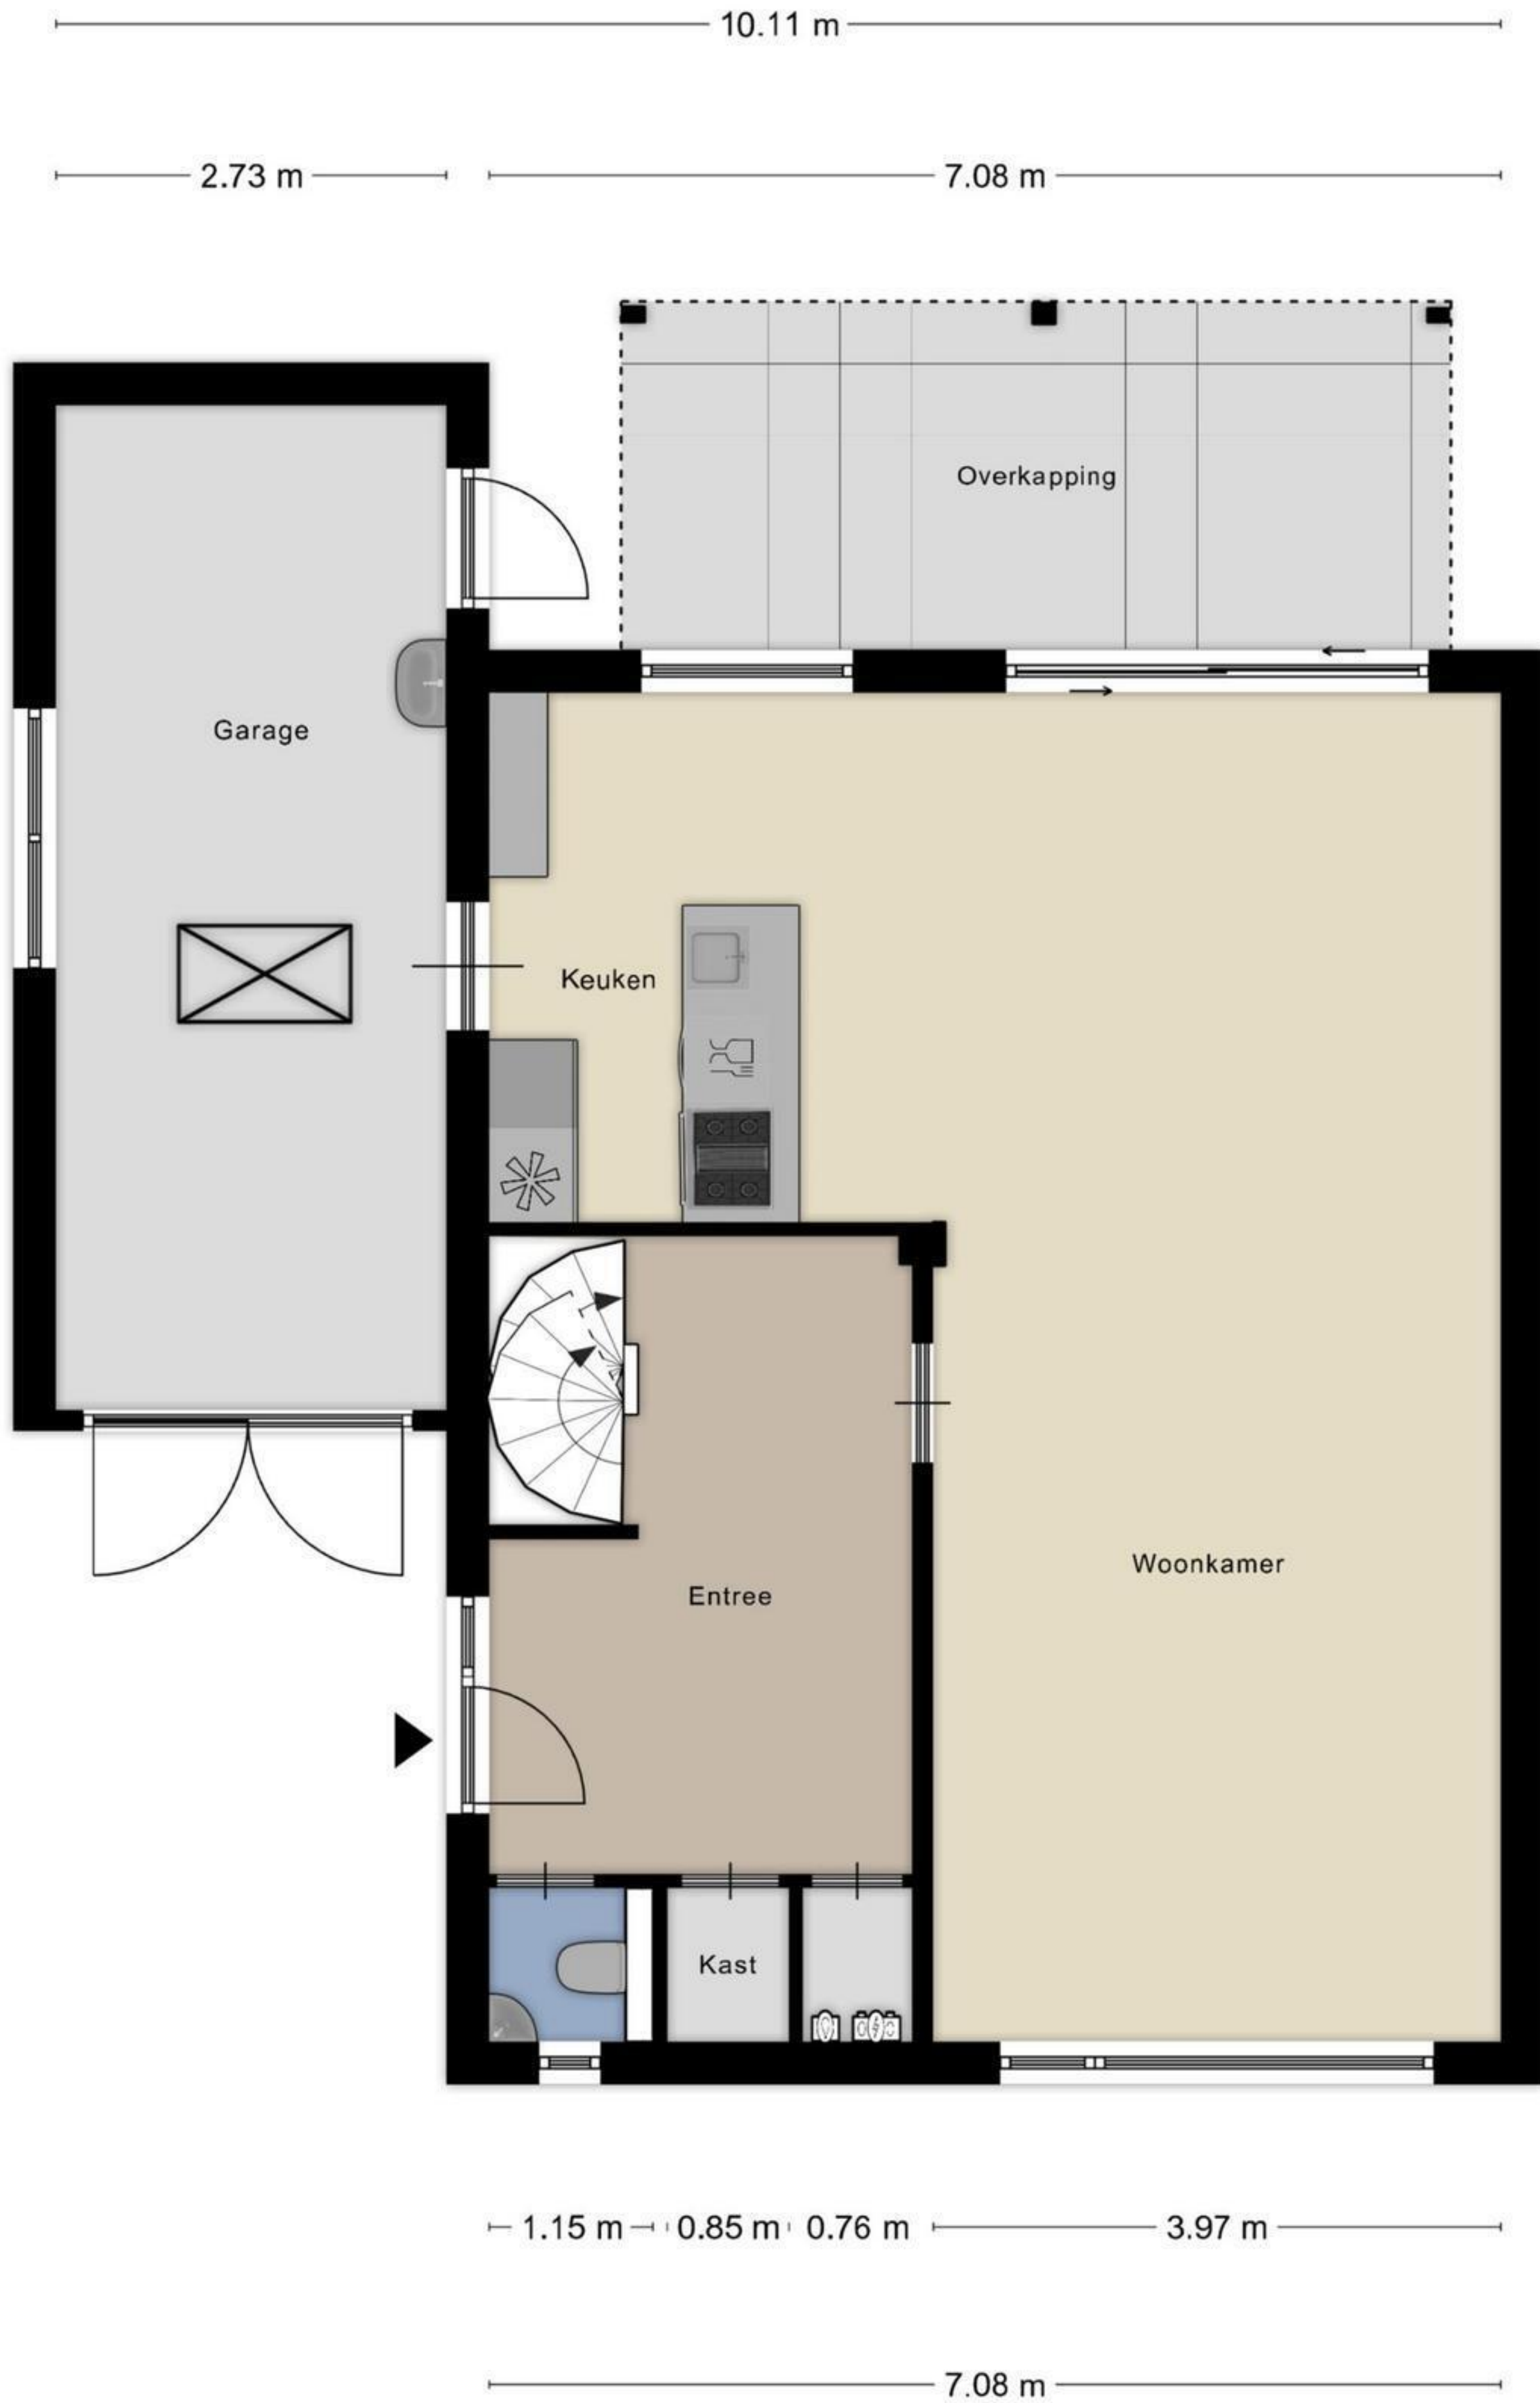 10.11 m
2.73 m
7.08 m
Overkapping
Garage
Keuken
Woonkamer
Entree
Kast
1.15 m
0.85 m
0.76 m
3.97 m
7.08 m